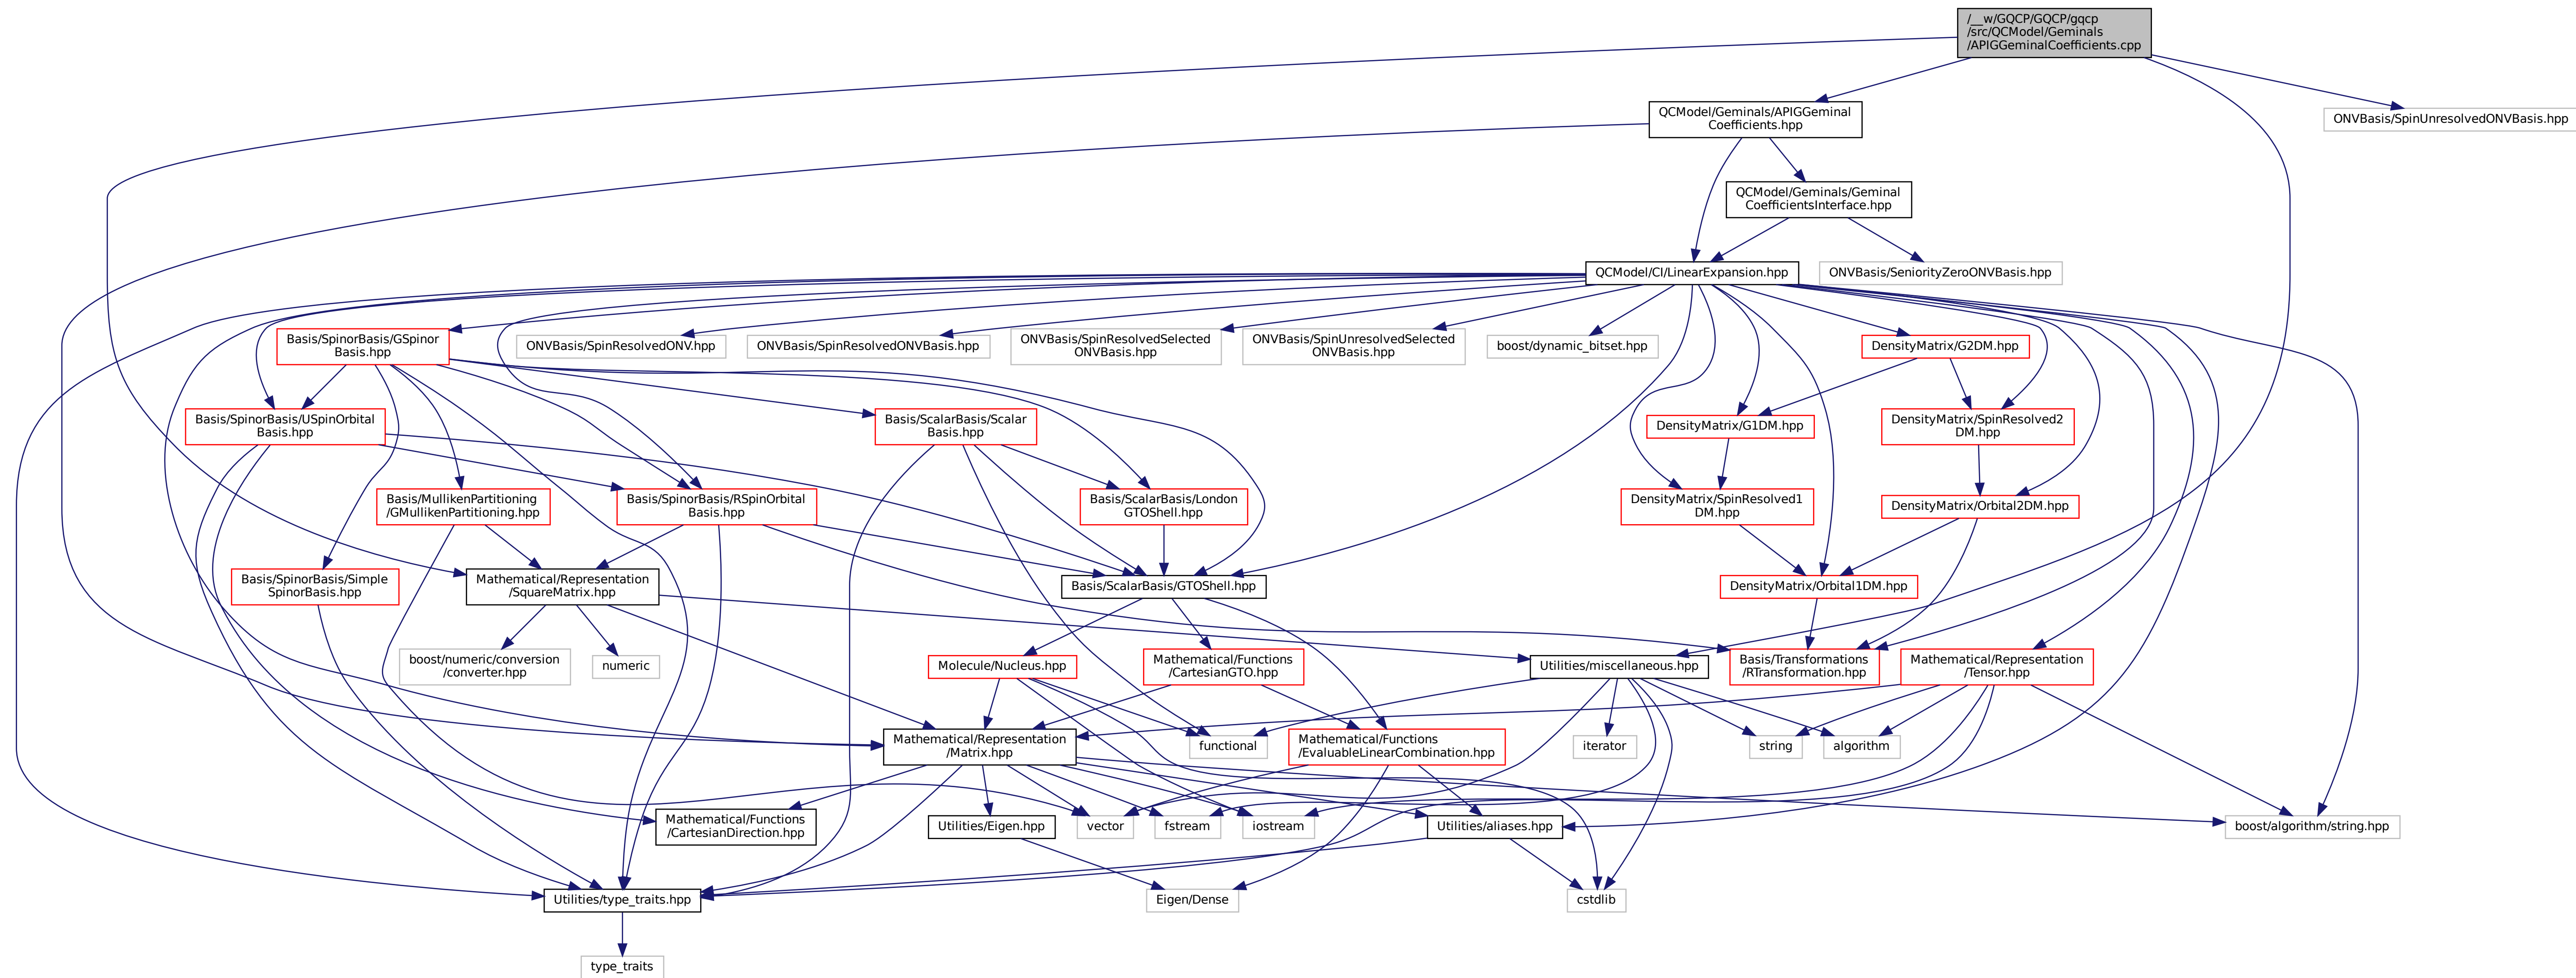 /__w/GQCP/GQCP/gqcp
/src/QCModel/Geminals
/APIGGeminalCoefficients.cpp
QCModel/Geminals/APIGGeminal
Coefficients.hpp
ONVBasis/SpinUnresolvedONVBasis.hpp
QCModel/Geminals/Geminal
CoefficientsInterface.hpp
QCModel/CI/LinearExpansion.hpp
ONVBasis/SeniorityZeroONVBasis.hpp
Basis/SpinorBasis/GSpinor
Basis.hpp
ONVBasis/SpinResolvedONV.hpp
ONVBasis/SpinResolvedONVBasis.hpp
ONVBasis/SpinResolvedSelected
ONVBasis.hpp
ONVBasis/SpinUnresolvedSelected
ONVBasis.hpp
boost/dynamic_bitset.hpp
DensityMatrix/G2DM.hpp
Basis/SpinorBasis/USpinOrbital
Basis.hpp
Basis/ScalarBasis/Scalar
Basis.hpp
DensityMatrix/G1DM.hpp
DensityMatrix/SpinResolved2
DM.hpp
Basis/MullikenPartitioning
/GMullikenPartitioning.hpp
Basis/SpinorBasis/RSpinOrbital
Basis.hpp
Basis/ScalarBasis/London
GTOShell.hpp
DensityMatrix/SpinResolved1
DM.hpp
DensityMatrix/Orbital2DM.hpp
Basis/SpinorBasis/Simple
SpinorBasis.hpp
Mathematical/Representation
/SquareMatrix.hpp
Basis/ScalarBasis/GTOShell.hpp
DensityMatrix/Orbital1DM.hpp
boost/numeric/conversion
/converter.hpp
numeric
Molecule/Nucleus.hpp
Mathematical/Functions
/CartesianGTO.hpp
Utilities/miscellaneous.hpp
Basis/Transformations
/RTransformation.hpp
Mathematical/Representation
/Tensor.hpp
Mathematical/Representation
/Matrix.hpp
functional
Mathematical/Functions
/EvaluableLinearCombination.hpp
iterator
string
algorithm
Mathematical/Functions
/CartesianDirection.hpp
Utilities/Eigen.hpp
vector
fstream
iostream
Utilities/aliases.hpp
boost/algorithm/string.hpp
Utilities/type_traits.hpp
Eigen/Dense
cstdlib
type_traits